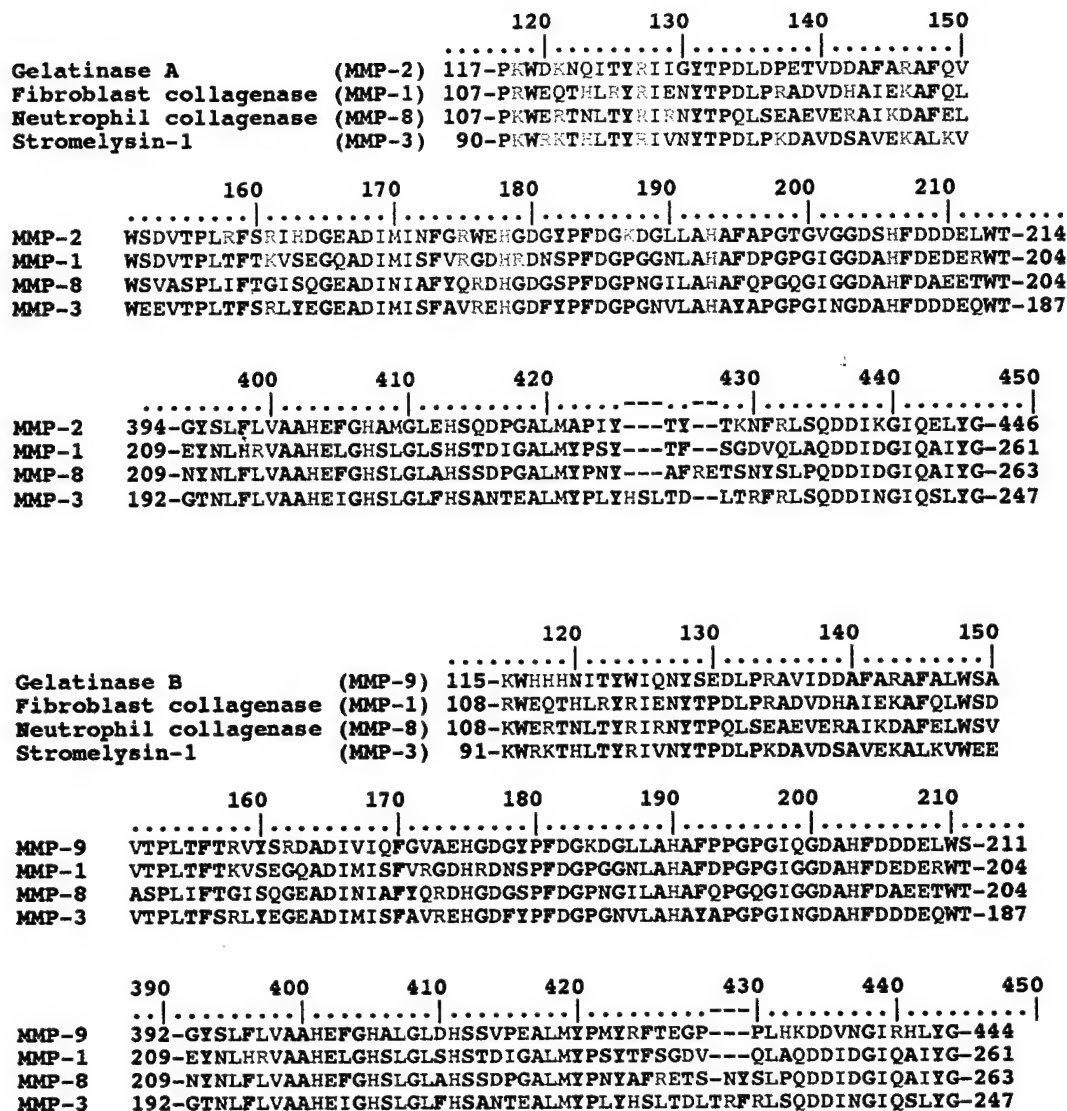 120 130 140 150
......|.........|.........|.........|
Gelatinase A (MMP-2) 117-PKWDKNQITYRIIGYTPDLDPETVDDAFARAFQV
Fibroblast collagenase (MMP-1) 107-PRWEQTHLRYRIENYTPDLPRADVDHAIEKAFQL
Neutrophil collagenase (MMP-8) 107-PKWERTNLTYRIRNYTPQLSEAEVERAIKDAFEL
Stromelysin-1 (MMP-3) 90-PKWRKTHLTYRIVNYTPDLPKDAVDSAVEKALKV
160 170 180 190 200 210
.........|.........|.........|.........|.........|.........|........
MMP-2 WSDVTPLRFSRIHDGEADIMINFGRWEHGDGYPFDGKDGLLAHAFAPGTGVGGDSHFDDDELWT-214
MMP-1 WSDVTPLTFTKVSEGQADIMISFVRGDHRDNSPFDGPGGNLAHAFDPGPGIGGDAHFDEDERWT-204
MMP-8 WSVASPLIFTGISQGEADINIAFYQRDHGDGSPFDGPNGILAHAFQPGQGIGGDAHFDAEETWT-204
MMP-3 WEEVTPLTFSRLYEGEADIMISFAVREHGDFYPFDGPGNVLAHAYAPGPGINGDAHFDDDEQWT-187
400 410 420 430 440 450
.........|.........|.........|.....---..--..|.........|.........|
MMP-2 394-GYSLFLVAAHEFGHAMGLEHSQDPGALMAPIY---TY--TKNFRLSQDDIKGIQELYG-446
MMP-1 209-EYNLHRVAAHELGHSLGLSHSTDIGALMYPSY---TF--SGDVQLAQDDIDGIQAIYG-261
MMP-8 209-NYNLFLVAAHEFGHSLGLAHSSDPGALMYPNY---AFRETSNYSLPQDDIDGIQAIYG-263
MMP-3 192-GTNLFLVAAHEIGHSLGLFHSANTEALMYPLYHSLTD--LTRFRLSQDDINGIQSLYG-247
120 130 140 150
.........|.........|.........|.........|
Gelatinase B (MMP-9) 115-KWHHHNITYWIQNYSEDLPRAVIDDAFARAFALWSA
Fibroblast collagenase (MMP-1) 108-RWEQTHLRYRIENYTPDLPRADVDHAIEKAFQLWSD
Neutrophil collagenase (MMP-8) 108-KWERTNLTYRIRNYTPQLSEAEVERAIKDAFELWSV
Stromelysin-1 (MMP-3) 91-KWRKTHLTYRIVNYTPDLPKDAVDSAVEKALKVWEE
160 170 180 190 200 210
.........|.........|.........|.........|.........|.........|.....
MMP-9 VTPLTFTRVYSRDADIVIQFGVAEHGDGYPFDGKDGLLAHAFPPGPGIQGDAHFDDDELWS-211
MMP-1 VTPLTFTKVSEGQADIMISFVRGDHRDNSPFDGPGGNLAHAFDPGPGIGGDAHFDEDERWT-204
MMP-8 ASPLIFTGISQGEADINIAFYQRDHGDGSPFDGPNGILAHAFQPGQGIGGDAHFDAEETWT-204
MMP-3 VTPLTFSRLYEGEADIMISFAVREHGDFYPFDGPGNVLAHAYAPGPGINGDAHFDDDEQWT-187
390 400 410 420 430 440 450
..|.........|.........|.........|.........---.|.........|.........|
MMP-9 392-GYSLFLVAAHEFGHALGLDHSSVPEALMYPMYRFTEGP---PLHKDDVNGIRHLYG-444
MMP-1 209-EYNLHRVAAHELGHSLGLSHSTDIGALMYPSYTFSGDV---QLAQDDIDGIQAIYG-261
MMP-8 209-NYNLFLVAAHEFGHSLGLAHSSDPGALMYPNYAFRETS-NYSLPQDDIDGIQAIYG-263
MMP-3 192-GTNLFLVAAHEIGHSLGLFHSANTEALMYPLYHSLTDLTRFRLSQDDINGIQSLYG-247